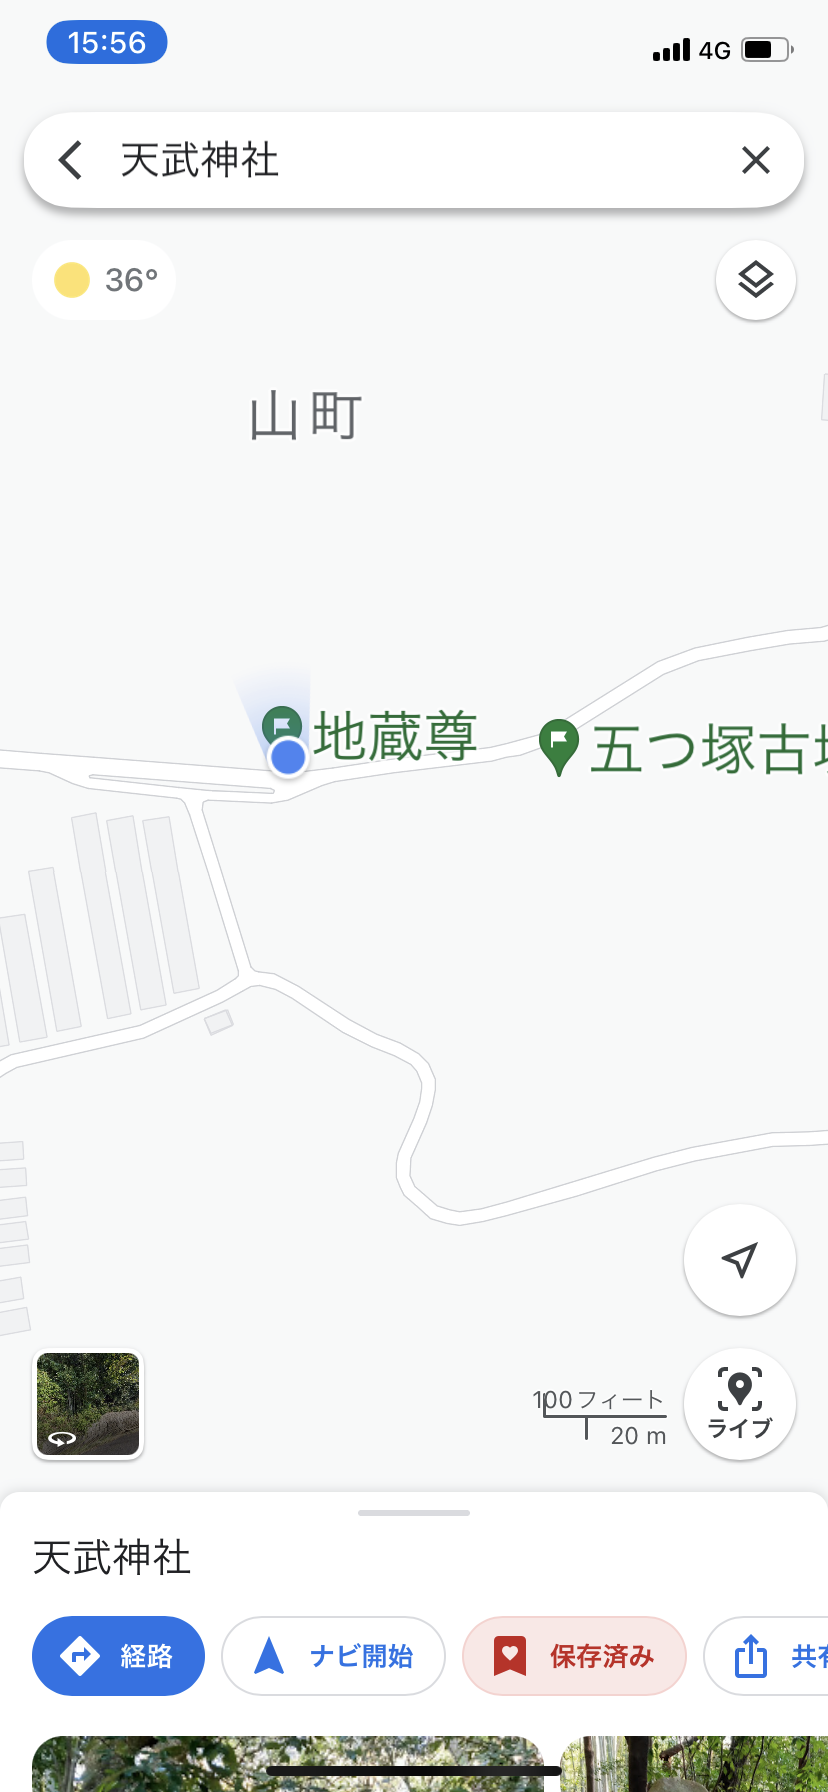 15:56
4G
天武神社
36°
山町
地蔵尊
五つ塚古
100 フィート
20 m
ライブ
天武神社
経路
ナビ開始
保存済み
共有